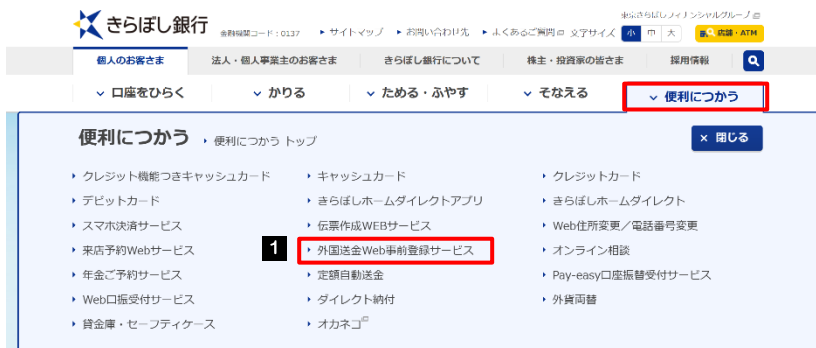 東京きらぼしフィナンシャルグループ
きらぼし銀行 金融機関コード：0137 サイトマップ お問い合わせ先 よくあるご質問 文字サイズ 小 中 大 店舗・ATM
個人のお客さま 法人・個人事業主のお客さま きらぼし銀行について 株主・投資家の皆さま 採用情報
口座をひらく かりる ためる・ふやす そなえる 便利につかう
便利につかう 便利につかう トップ × 閉じる
クレジット機能つきキャッシュカード キャッシュカード クレジットカード
デビットカード きらぼしホームダイレクトアプリ きらぼしホームダイレクト
スマホ決済サービス 伝票作成WEBサービス Web住所変更／電話番号変更
来店予約Webサービス 1 外国送金Web事前登録サービス オンライン相談
年金ご予約サービス 定額自動送金 Pay-easy口座振替受付サービス
Web口振受付サービス ダイレクト納付 外貨両替
貸金庫・セーフティケース オカネコ